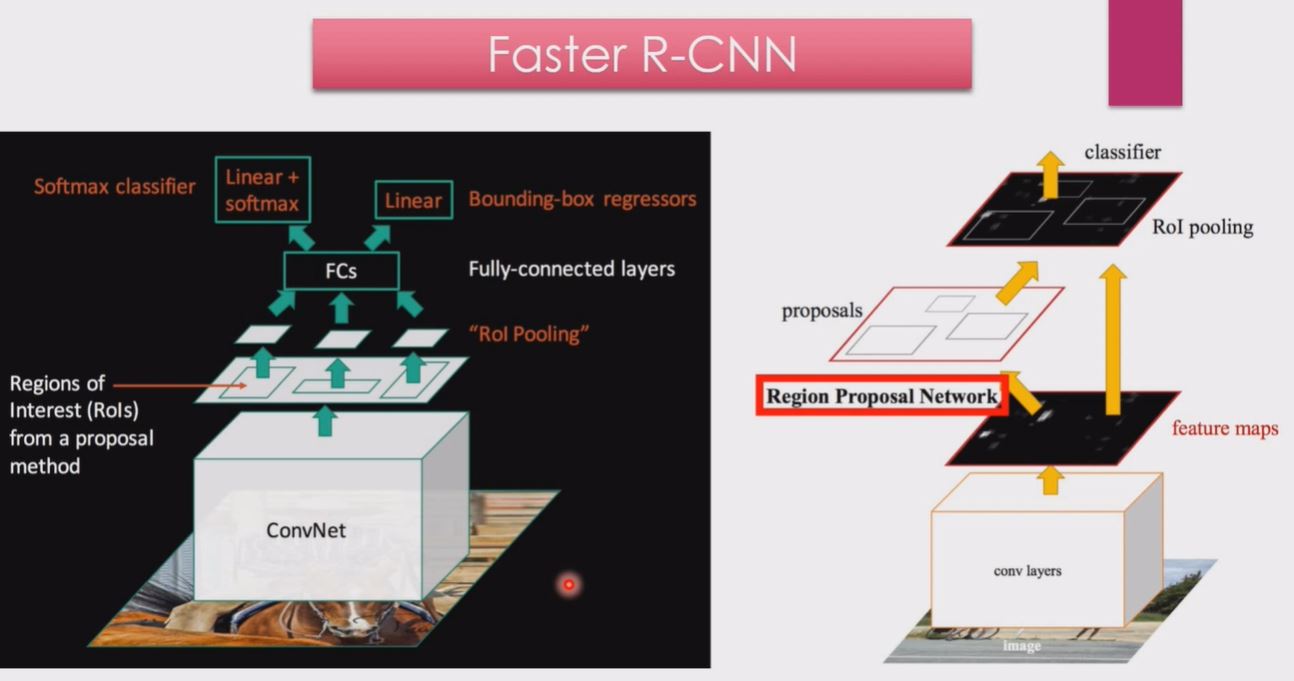 Faster R-CNN
Softmax classifier
Linear +
softmax
Linear
Bounding-box regressors
FCs
Fully-connected layers
“RoI Pooling”
Regions of
Interest (RoIs)
from a proposal
method
ConvNet
classifier
RoI pooling
proposals
Region Proposal Network
feature maps
conv layers
image